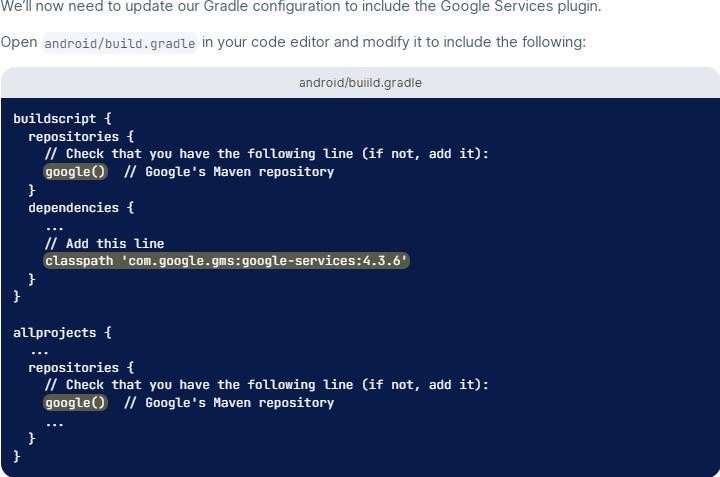 We'll now need to update our Gradle configuration to include the Google Services plugin.
Open android/build.gradle in your code editor and modify it to include the following:
android/buiild.gradle
buildscript {
repositories {
// Check that you have the following line (if not, add it):
google() // Google's Maven repository
}
dependencies {
...
// Add this line
classpath 'com.google.gms:google-services:4.3.6'
}
}
allprojects {
...
repositories {
// Check that you have the following line (if not, add it):
google() // Google's Maven repository
...
}
}